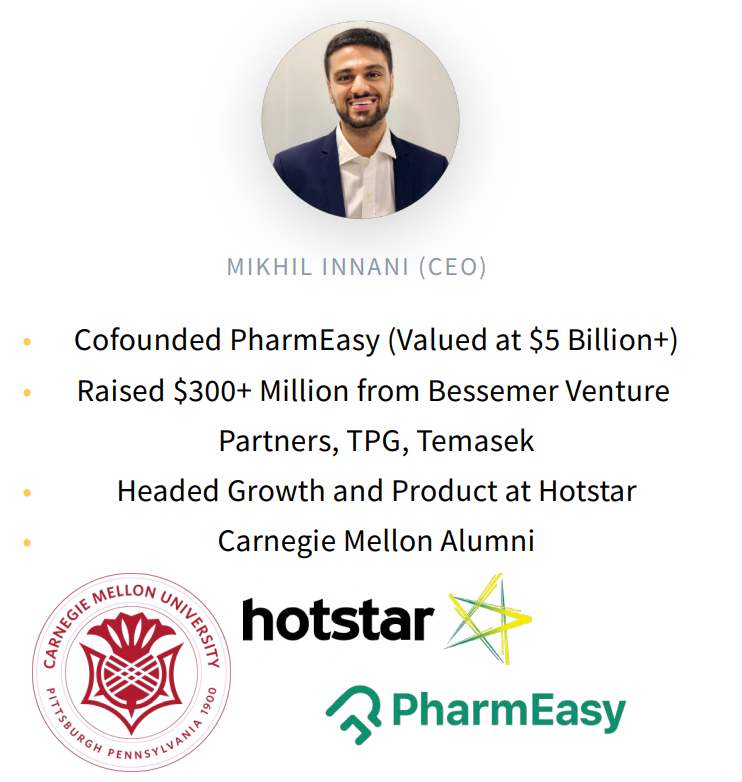 MIKHIL INNANI (CEO)
• Cofounded PharmEasy (Valued at $5 Billion+)
• Raised $300+ Million from Bessemer Venture
Partners, TPG, Temasek
• Headed Growth and Product at Hotstar
• Carnegie Mellon Alumni
CARNEGIE MELLON UNIVERSITY
PITTSBURGH PENNSYLVANIA 1900
hotstar
PharmEasy